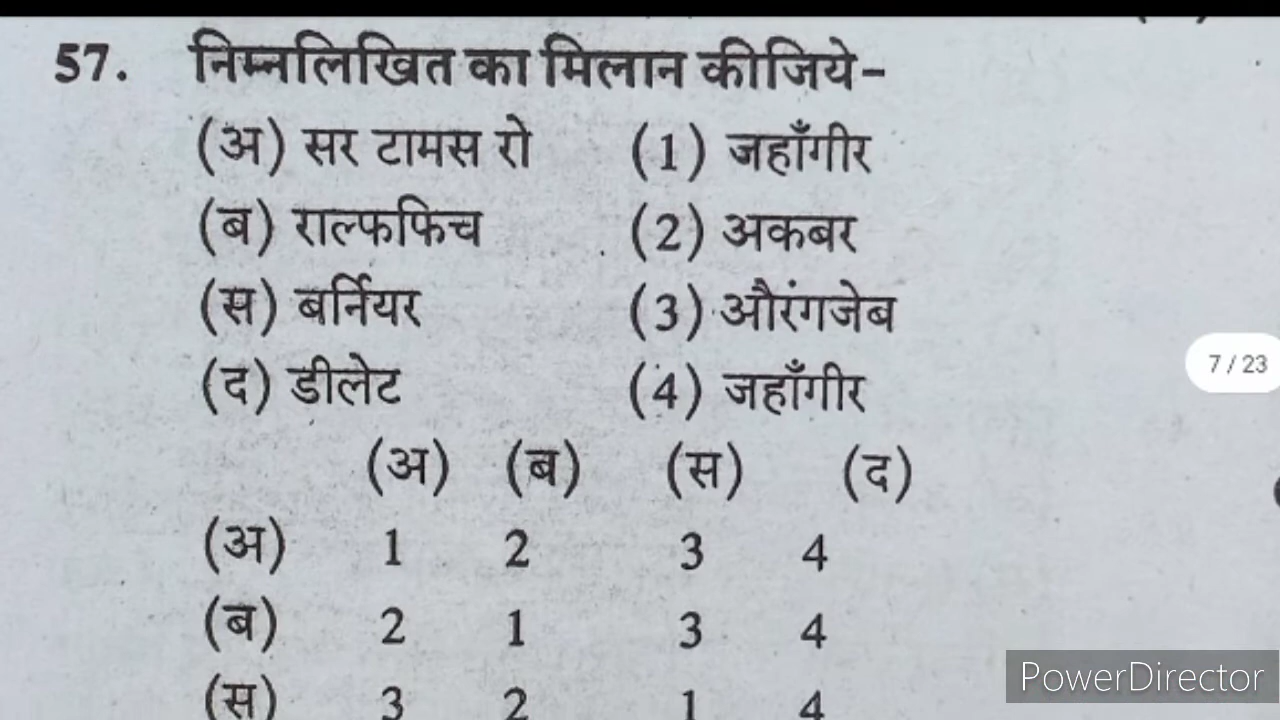 57. निम्नलिखित का मिलान कीजिये-
(अ) सर टामस रो (1) जहाँगीर
(ब) राल्फफिच (2) अकबर
(स) बर्नियर (3) औरंगजेब
(द) डीलेट (4) जहाँगीर
7/23
(अ) (ब) (स) (द)
(अ) 1 2 3 4
(ब) 2 1 3 4
(स) 3 2 1 4
PowerDirector